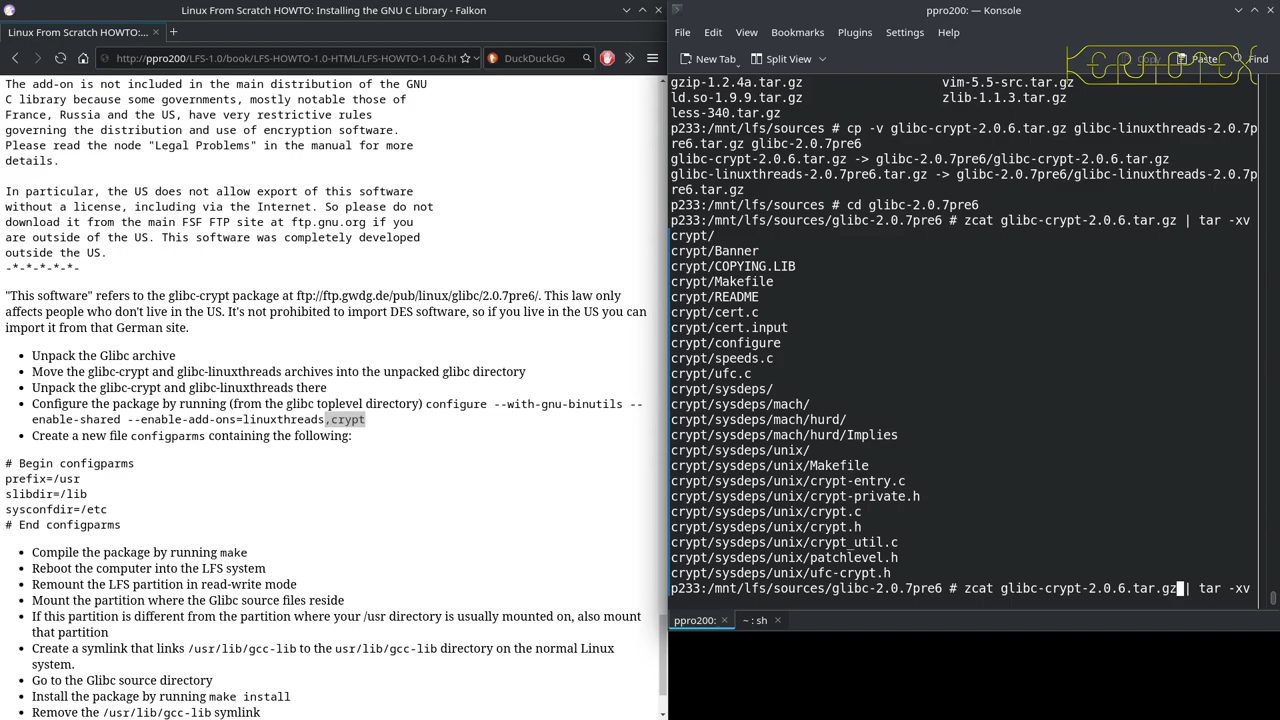 Linux From Scratch HOWTO: Installing the GNU C Library - Falkon
Linux From Scratch HOWTO:...
http://ppro200/LFS-1.0/book/LFS-HOWTO-1.0-HTML/LFS-HOWTO-1.0-6.ht
DuckDuckGo
The add-on is not included in the main distribution of the GNU
C library because some governments, mostly notable those of
France, Russia and the US, have very restrictive rules
governing the distribution and use of encryption software.
Please read the node "Legal Problems" in the manual for more
details.
In particular, the US does not allow export of this software
without a license, including via the Internet. So please do not
download it from the main FSF FTP site at ftp.gnu.org if you
are outside of the US. This software was completely developed
outside the US.
-*-*-*-*-*-
"This software" refers to the glibc-crypt package at ftp://ftp.gwdg.de/pub/linux/glibc/2.0.7pre6/. This law only
affects people who don't live in the US. It's not prohibited to import DES software, so if you live in the US you can
import it from that German site.
• Unpack the Glibc archive
• Move the glibc-crypt and glibc-linuxthreads archives into the unpacked glibc directory
• Unpack the glibc-crypt and glibc-linuxthreads there
• Configure the package by running (from the glibc toplevel directory) configure --with-gnu-binutils --
enable-shared --enable-add-ons=linuxthreads,crypt
• Create a new file configparms containing the following:
# Begin configparms
prefix=/usr
slibdir=/lib
sysconfdir=/etc
# End configparms
• Compile the package by running make
• Reboot the computer into the LFS system
• Remount the LFS partition in read-write mode
• Mount the partition where the Glibc source files reside
• If this partition is different from the partition where your /usr directory is usually mounted on, also mount
that partition
• Create a symlink that links /usr/lib/gcc-lib to the usr/lib/gcc-lib directory on the normal Linux
system.
• Go to the Glibc source directory
• Install the package by running make install
• Remove the /usr/lib/gcc-lib symlink
ppro200: — Konsole
File Edit View Bookmarks Plugins Settings Help
New Tab Split View Copy Paste Find
gzip-1.2.4a.tar.gz vim-5.5-src.tar.gz
ld.so-1.9.9.tar.gz zlib-1.1.3.tar.gz
less-340.tar.gz
p233:/mnt/lfs/sources # cp -v glibc-crypt-2.0.6.tar.gz glibc-linuxthreads-2.0.7p
re6.tar.gz glibc-2.0.7pre6
glibc-crypt-2.0.6.tar.gz -> glibc-2.0.7pre6/glibc-crypt-2.0.6.tar.gz
glibc-linuxthreads-2.0.7pre6.tar.gz -> glibc-2.0.7pre6/glibc-linuxthreads-2.0.7p
re6.tar.gz
p233:/mnt/lfs/sources # cd glibc-2.0.7pre6
p233:/mnt/lfs/sources/glibc-2.0.7pre6 # zcat glibc-crypt-2.0.6.tar.gz | tar -xv
crypt/
crypt/Banner
crypt/COPYING.LIB
crypt/Makefile
crypt/README
crypt/cert.c
crypt/cert.input
crypt/configure
crypt/speeds.c
crypt/ufc.c
crypt/sysdeps/
crypt/sysdeps/mach/
crypt/sysdeps/mach/hurd/
crypt/sysdeps/mach/hurd/Implies
crypt/sysdeps/unix/
crypt/sysdeps/unix/Makefile
crypt/sysdeps/unix/crypt-entry.c
crypt/sysdeps/unix/crypt-private.h
crypt/sysdeps/unix/crypt.c
crypt/sysdeps/unix/crypt.h
crypt/sysdeps/unix/crypt_util.c
crypt/sysdeps/unix/patchlevel.h
crypt/sysdeps/unix/ufc-crypt.h
p233:/mnt/lfs/sources/glibc-2.0.7pre6 # zcat glibc-crypt-2.0.6.tar.gz | tar -xv
ppro200: ~ : sh